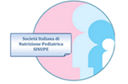 Società Italiana di
Nutrizione Pediatrica
SINUPE